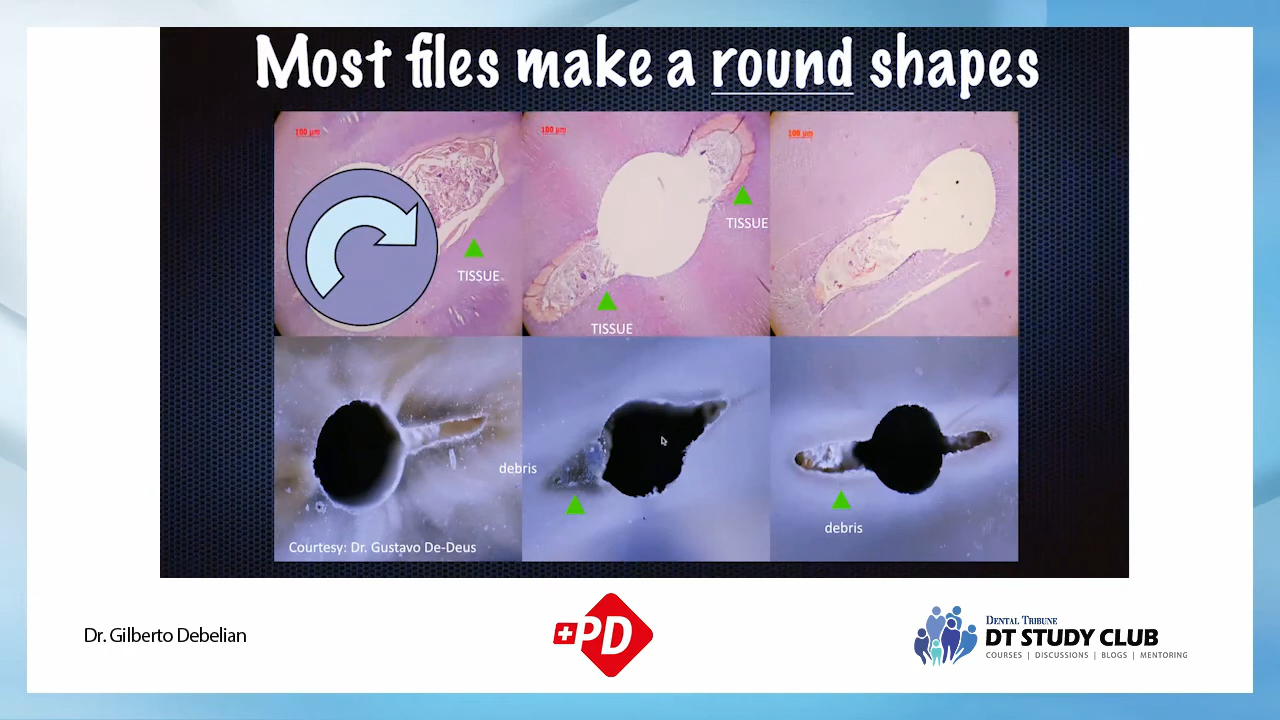 Most files make a round shapes
100 µm
100 µm
100 µm
TISSUE
TISSUE
TISSUE
debris
debris
Courtesy: Dr. Gustavo De-Deus
Dr. Gilberto Debelian
PD
DENTAL TRIBUNE
DT STUDY CLUB
COURSES | DISCUSSIONS | BLOGS | MENTORING